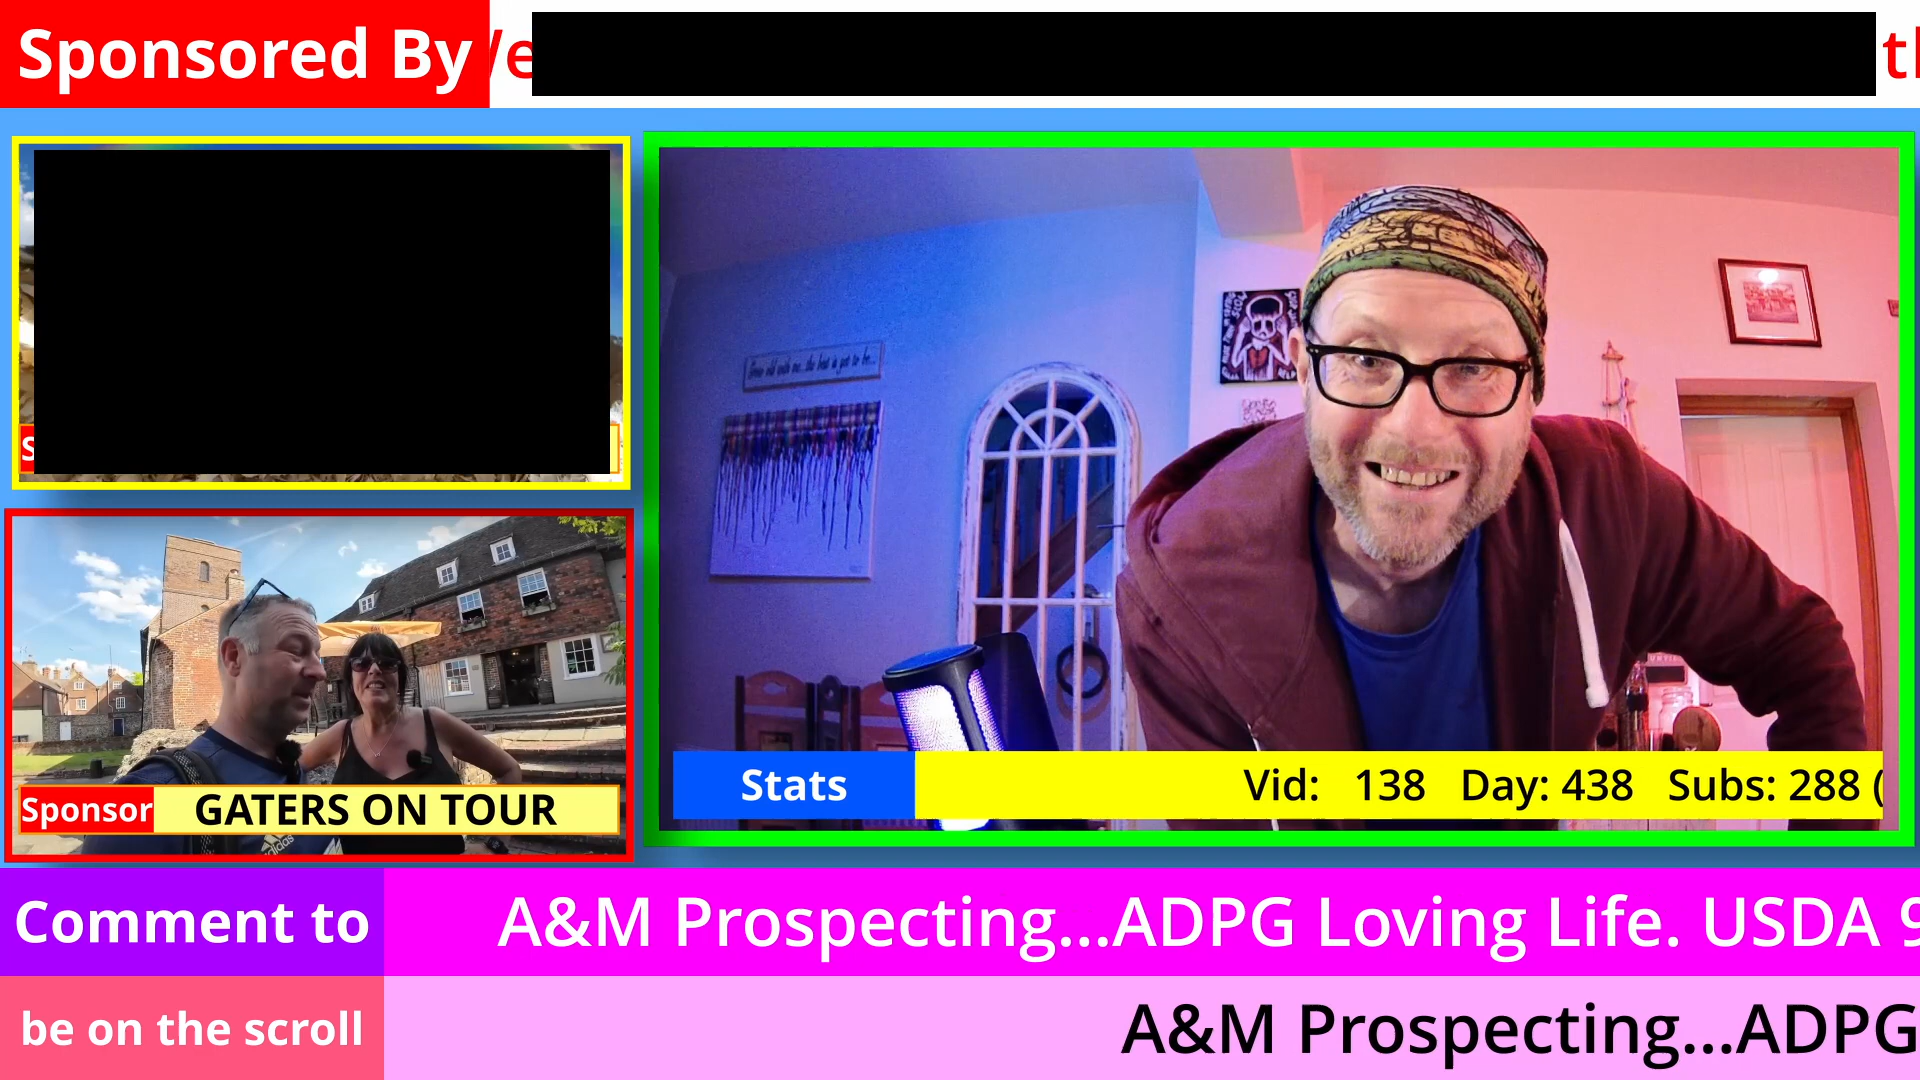 Sponsored By
Sponsor
GATERS ON TOUR
Stats
Vid: 138 Day: 438 Subs: 288 (
Comment to
A&M Prospecting...ADPG Loving Life. USDA 9
be on the scroll
A&M Prospecting...ADPG